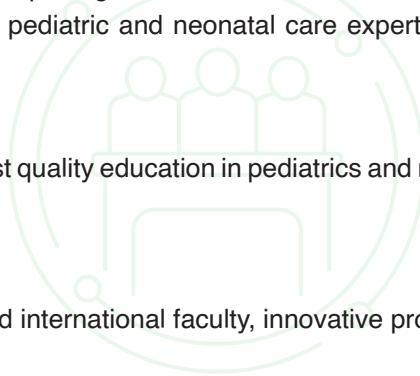 pediatric and neonatal care expert
st quality education in pediatrics and
d international faculty, innovative pro